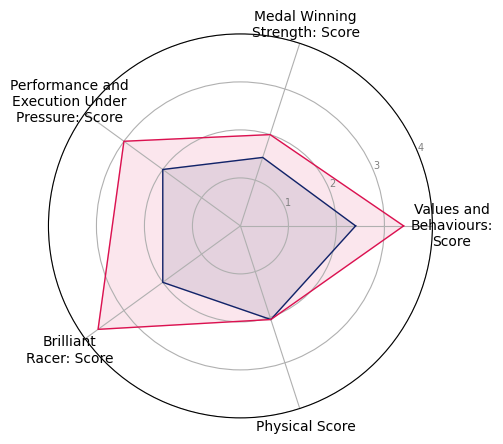 Medal Winning
Strength: Score
Performance and
Execution Under
Pressure: Score
4
3
2
1
Values and
Behaviours:
Score
Brilliant
Racer: Score
Physical Score